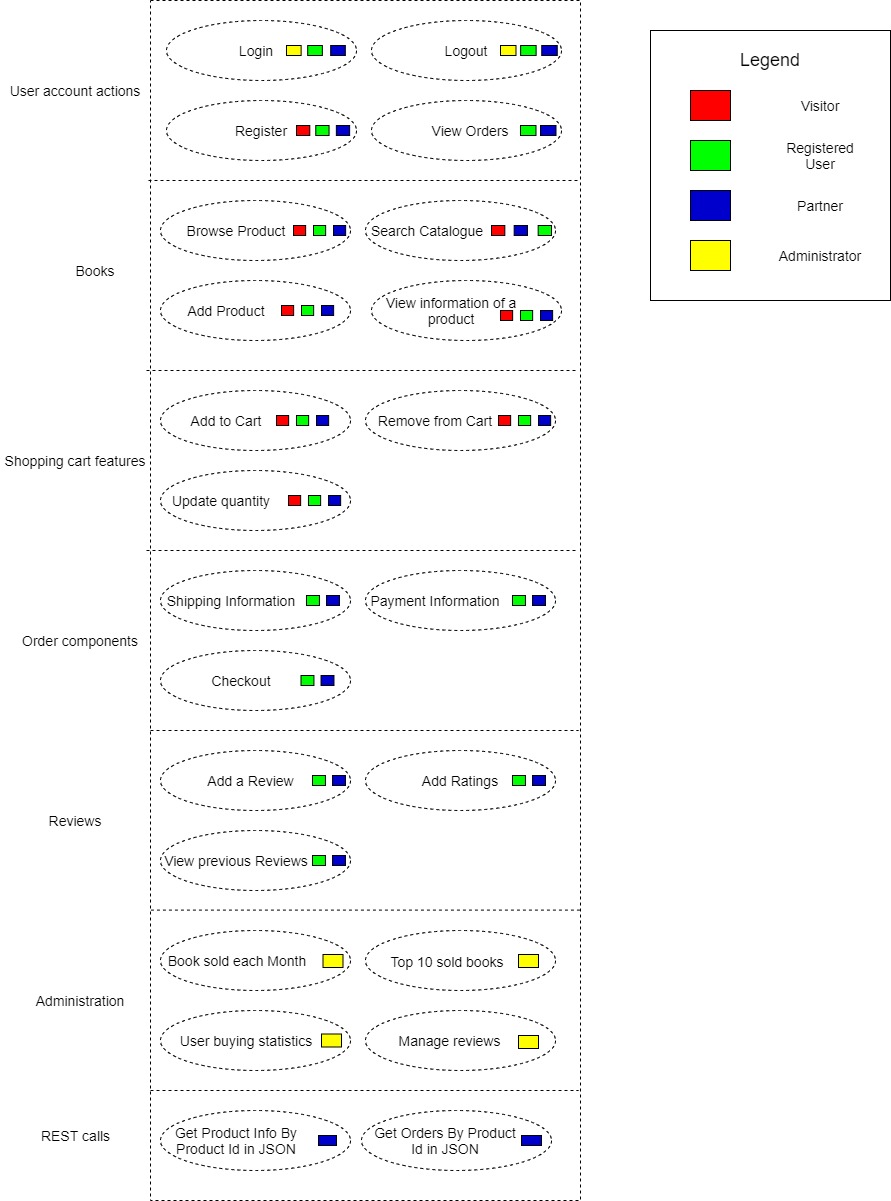 Login
Logout
User account actions
Register
View Orders
Browse Product
Search Catalogue
Books
Add Product
View information of a
product
Add to Cart
Remove from Cart
Shopping cart features
Update quantity
Shipping Information
Payment Information
Order components
Checkout
Add a Review
Add Ratings
Reviews
View previous Reviews
Book sold each Month
Top 10 sold books
Administration
User buying statistics
Manage reviews
REST calls
Get Product Info By
Product Id in JSON
Get Orders By Product
Id in JSON
Legend
Visitor
Registered
User
Partner
Administrator